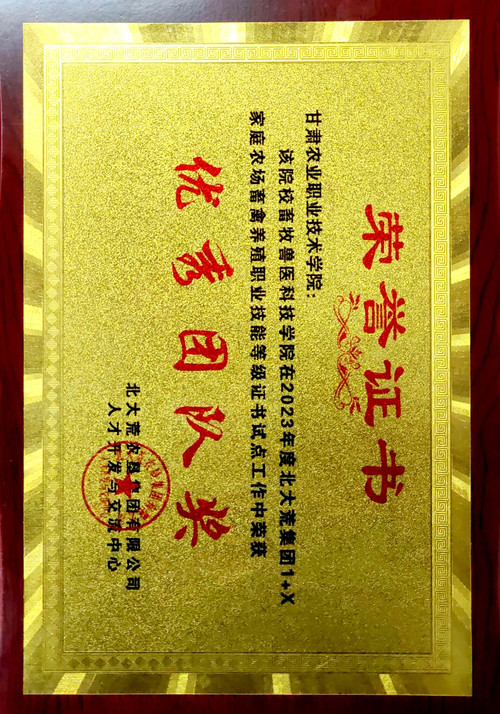 荣誉证书
甘肃农业职业技术学院：
该院校畜牧兽医科技学院在2023年度北大荒集团1+X
家庭农场畜禽养殖职业技能等级证书试点工作中荣获
优秀团队奖
北大荒农垦集团有限公司
人才开发与交流中心